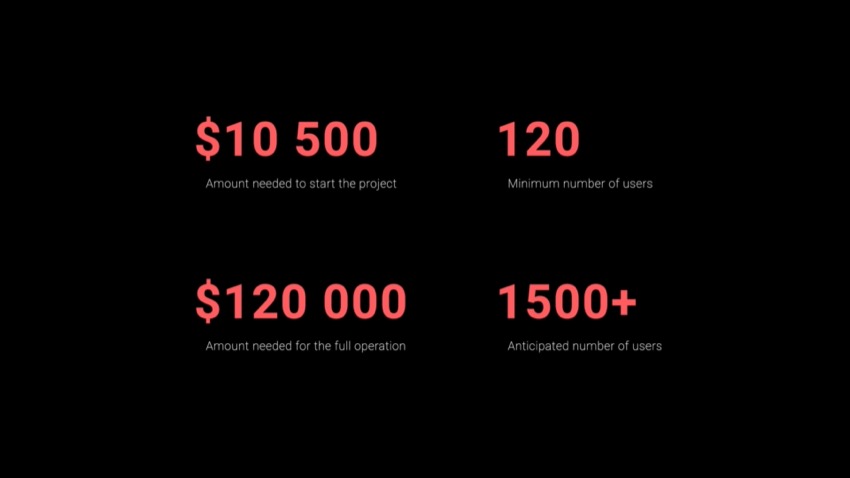 $10 500
120
Amount needed to start the project
Minimum number of users
$120 000
1500+
Amount needed for the full operation
Anticipated number of users